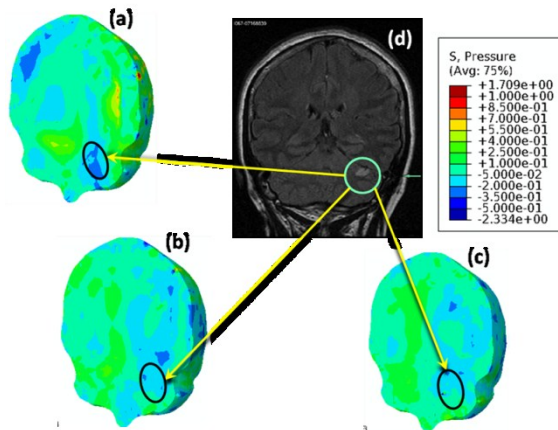 (a)
(d)
S, Pressure
(Avg: 75%)
+1.709e+00
+1.000e+00
+8.500e-01
+7.000e-01
+5.500e-01
+4.000e-01
+2.500e-01
+1.000e-01
-5.000e-02
-2.000e-01
-3.500e-01
-5.000e-01
-2.334e+00
(b)
(c)